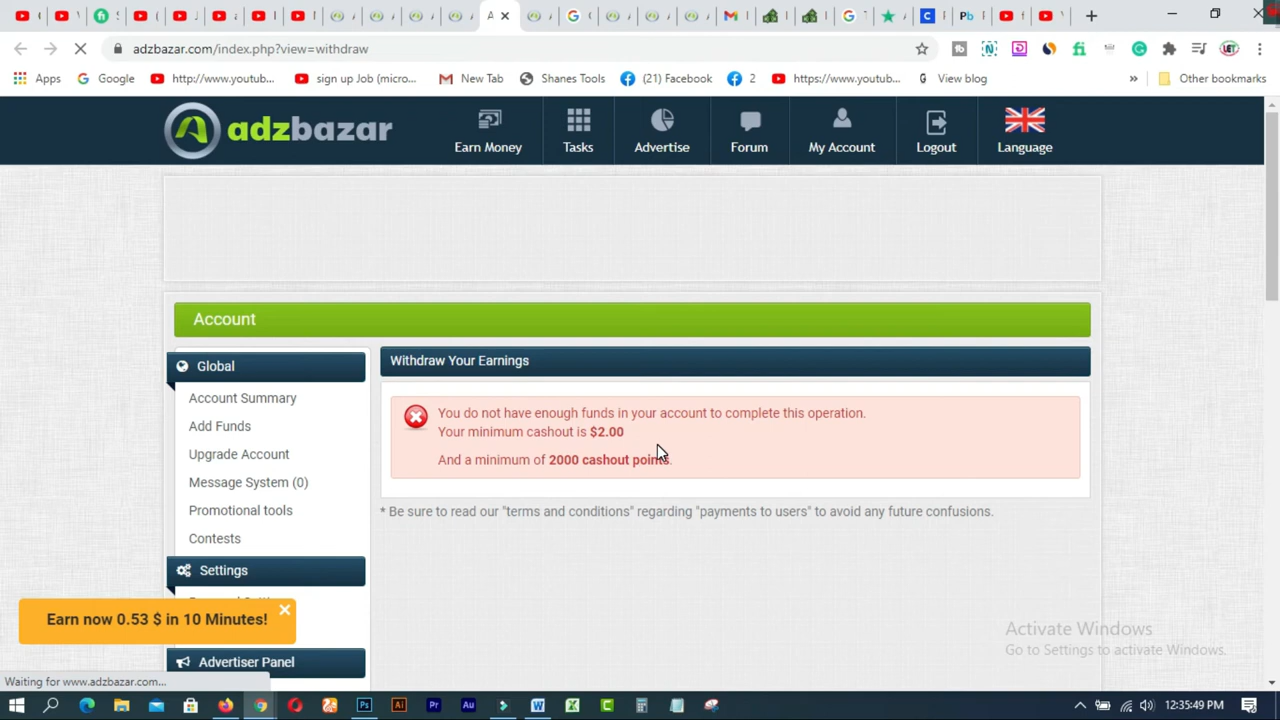 adzbazar.com/index.php?view=withdraw
Apps
Google
http://www.youtub...
sign up Job (micro...
New Tab
Shanes Tools
(21) Facebook
2
https://www.youtub...
View blog
»
Other bookmarks
adzbazar
Earn Money
Tasks
Advertise
Forum
My Account
Logout
Language
Account
Global
Account Summary
Add Funds
Upgrade Account
Message System (0)
Promotional tools
Contests
Settings
Advertiser Panel
Withdraw Your Earnings
You do not have enough funds in your account to complete this operation.
Your minimum cashout is $2.00
And a minimum of 2000 cashout points.
* Be sure to read our "terms and conditions" regarding "payments to users" to avoid any future confusions.
Earn now 0.53 $ in 10 Minutes!
Activate Windows
Go to Settings to activate Windows.
Waiting for www.adzbazar.com...
12:35:49 PM